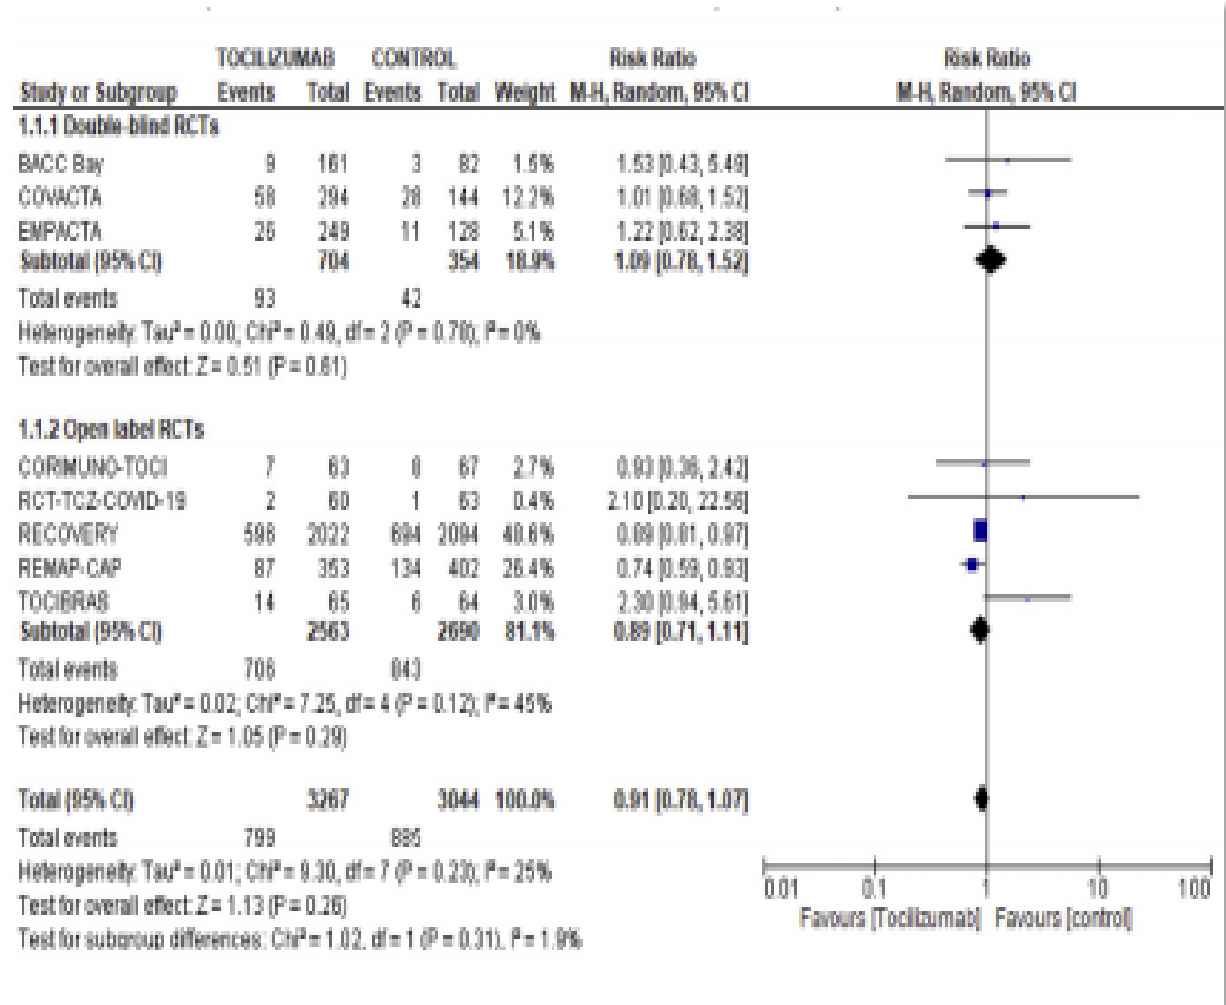 TOCILIZUMAB CONTROL Risk Ratio Risk Ratio
Study or Subgroup Events Total Events Total Weight M-H, Random, 95% CI M-H, Random, 95% CI
1.1.1 Double-blind RCTs
BACC Bay 9 161 3 82 1.5% 1.53 [0.43, 5.49]
COVACTA 58 294 28 144 12.2% 1.01 [0.68, 1.52]
EMPACTA 26 249 11 128 5.1% 1.22 [0.62, 2.38]
Subtotal (95% CI) 704 354 18.9% 1.09 [0.78, 1.52]
Total events 93 42
Heterogeneity: Tau² = 0.00; Chi² = 0.49, df = 2 (P = 0.78); I² = 0%
Test for overall effect: Z = 0.51 (P = 0.61)
1.1.2 Open label RCTs
CORIMUNO-TOCI 7 63 8 67 2.7% 0.93 [0.36, 2.42]
RCT-TCZ-COVID-19 2 60 1 63 0.4% 2.10 [0.20, 22.56]
RECOVERY 596 2022 694 2094 48.6% 0.89 [0.81, 0.97]
REMAP-CAP 87 353 134 402 26.4% 0.74 [0.59, 0.93]
TOCIBRAS 14 65 6 64 3.0% 2.30 [0.94, 5.61]
Subtotal (95% CI) 2563 2690 81.1% 0.89 [0.71, 1.11]
Total events 706 843
Heterogeneity: Tau² = 0.02; Chi² = 7.25, df = 4 (P = 0.12); I² = 45%
Test for overall effect: Z = 1.05 (P = 0.29)
Total (95% CI) 3267 3044 100.0% 0.91 [0.78, 1.07]
Total events 799 885
Heterogeneity: Tau² = 0.01; Chi² = 9.30, df = 7 (P = 0.23); I² = 25%
Test for overall effect: Z = 1.13 (P = 0.26)
Test for subgroup differences: Chi² = 1.02, df = 1 (P = 0.31), I² = 1.9%
0.01 0.1 1 10 100
Favours [Tocilizumab] Favours [control]